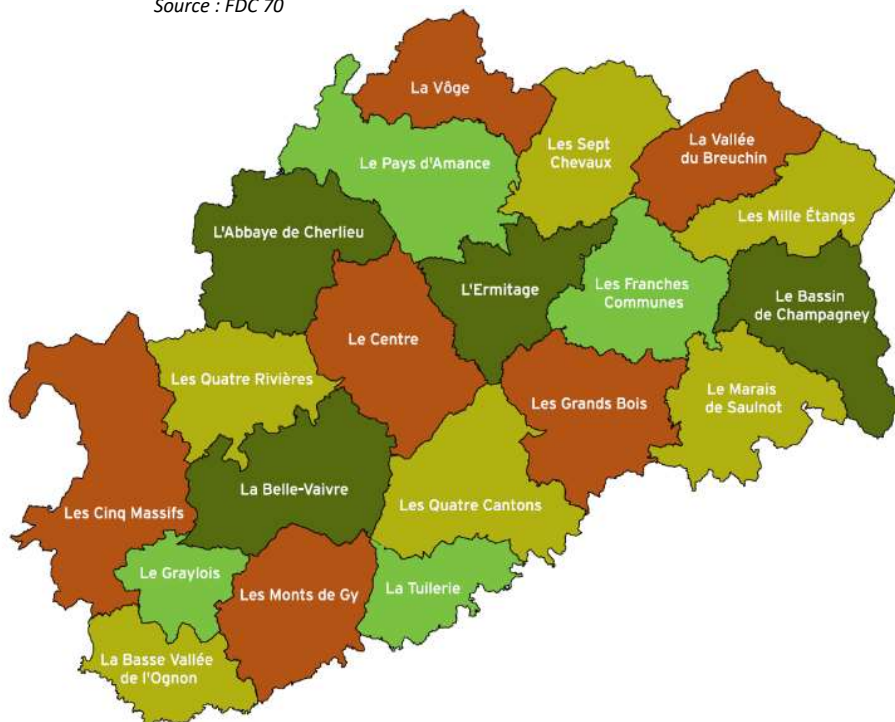 Source : FDC 70
La Vôge
Les Sept
Chevaux
La Vallée
du Breuchin
Le Pays d'Amance
Les Mille Étangs
L'Abbaye de Cherlieu
L'Ermitage
Les Franches
Communes
Le Bassin
de Champagney
Le Centre
Les Quatre Rivières
Les Grands Bois
Le Marais
de Saulnot
La Belle-Vaivre
Les Quatre Cantons
Les Cinq Massifs
Le Graylois
Les Monts de Gy
La Tuilerie
La Basse Vallée
de l'Ognon